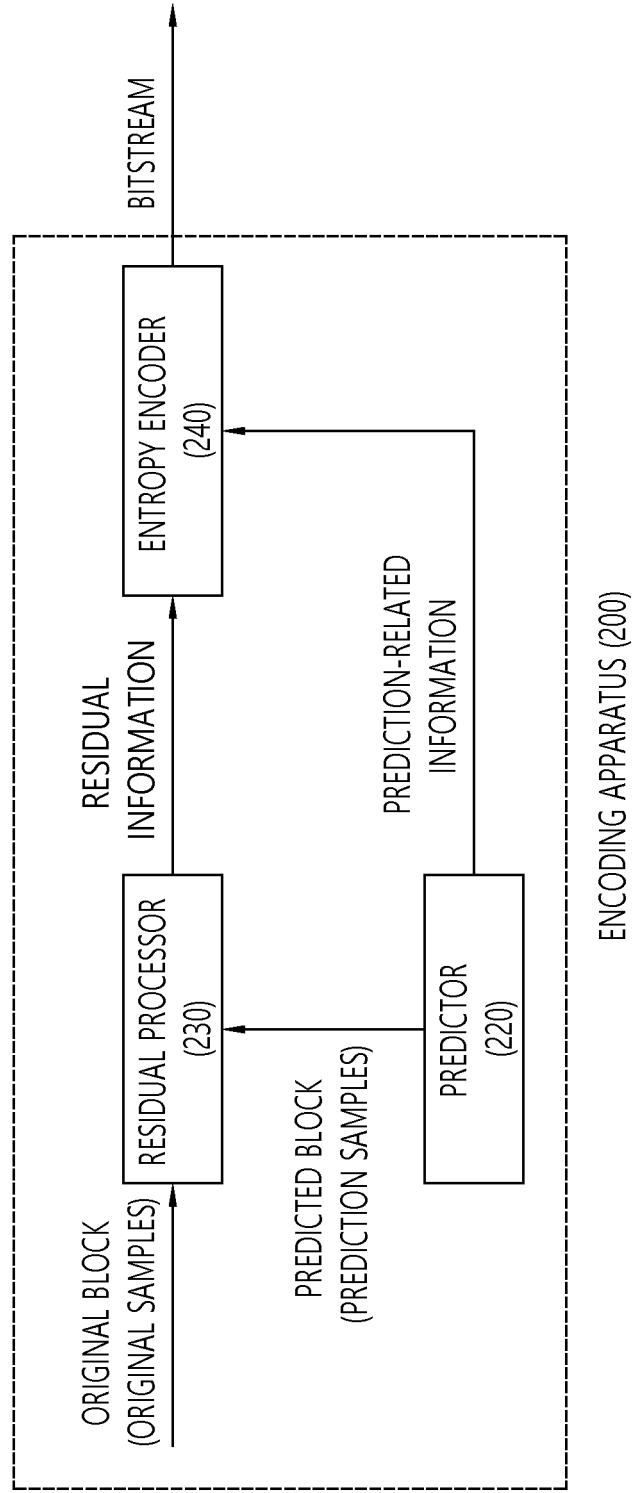 ORIGINAL BLOCK
(ORIGINAL SAMPLES)
RESIDUAL PROCESSOR
(230)
RESIDUAL
INFORMATION
ENTROPY ENCODER
(240)
BITSTREAM
PREDICTED BLOCK
(PREDICTION SAMPLES)
PREDICTOR
(220)
PREDICTION-RELATED
INFORMATION
ENCODING APPARATUS (200)